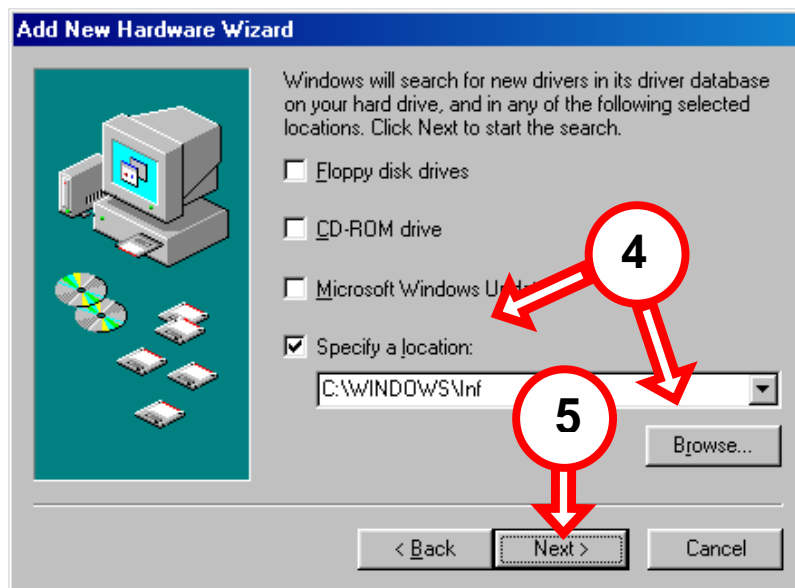 Add New Hardware Wizard
Windows will search for new drivers in its driver database
on your hard drive, and in any of the following selected
locations. Click Next to start the search.
Floppy disk drives
CD-ROM drive
Microsoft Windows
4
Specify a location:
C:\WINDOWS\Inf
5
Browse...
< Back
Next >
Cancel